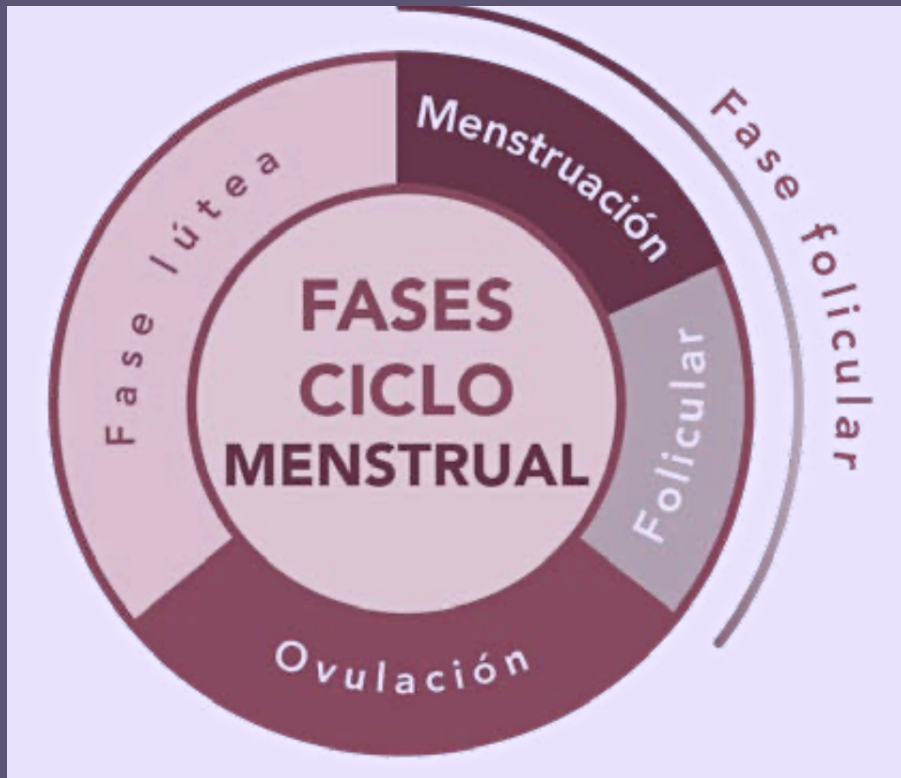 FASES
CICLO
MENSTRUAL
Menstruación
Folicular
Ovulación
Fase lútea
Fase folicular